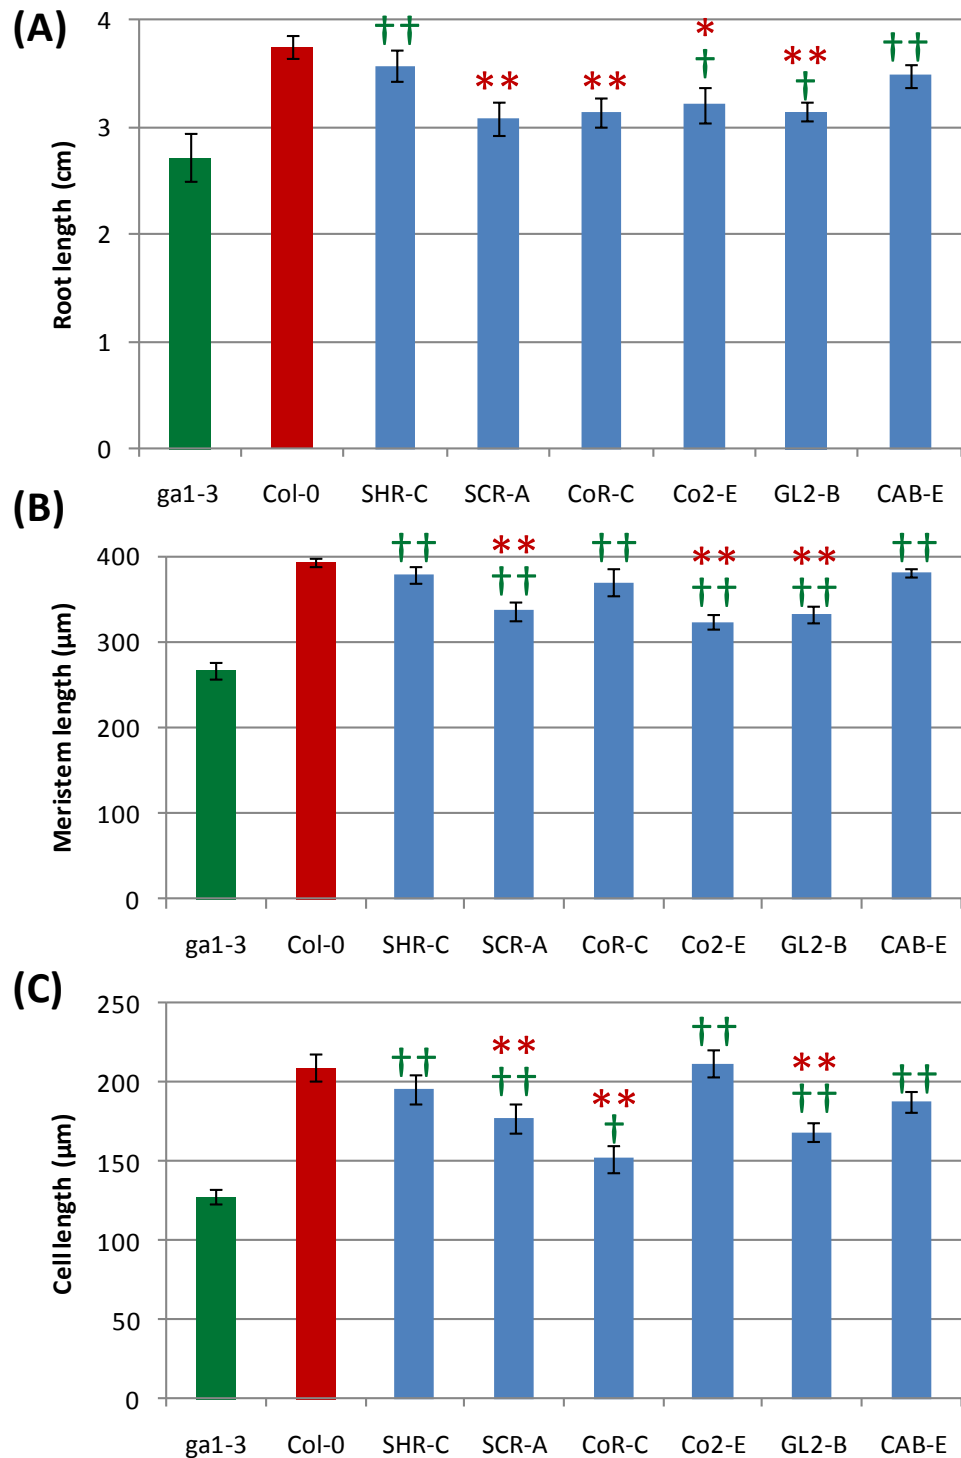 (A)
Root length (cm)
4
3
2
1
0
†† ** ** * † ** † ††
ga1-3 Col-0 SHR-C SCR-A CoR-C Co2-E GL2-B CAB-E
(B)
Meristem length (µm)
400
300
200
100
0
†† ** †† †† ** †† ** †† ††
ga1-3 Col-0 SHR-C SCR-A CoR-C Co2-E GL2-B CAB-E
(C)
Cell length (µm)
250
200
150
100
50
0
†† ** †† ** † †† ** †† ††
ga1-3 Col-0 SHR-C SCR-A CoR-C Co2-E GL2-B CAB-E